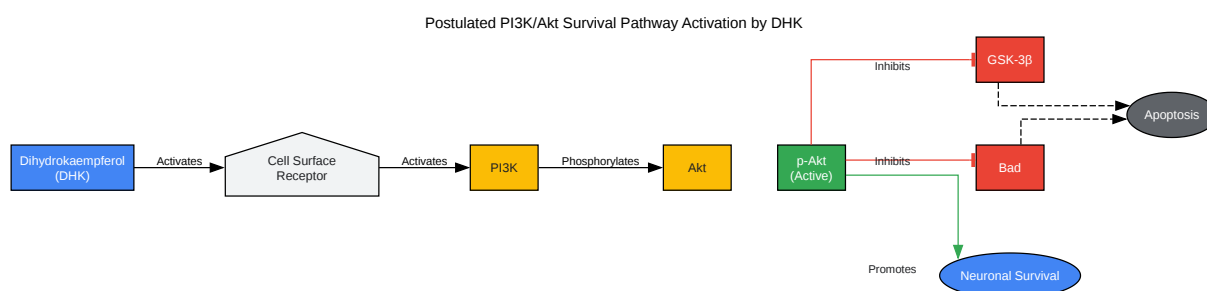 Postulated PI3K/Akt Survival Pathway Activation by DHK
Dihydrokaempferol
(DHK)
Activates
Cell Surface
Receptor
Activates
PI3K
Phosphorylates
Akt
p-Akt
(Active)
Inhibits
GSK-3β
Inhibits
Bad
Apoptosis
Promotes
Neuronal Survival